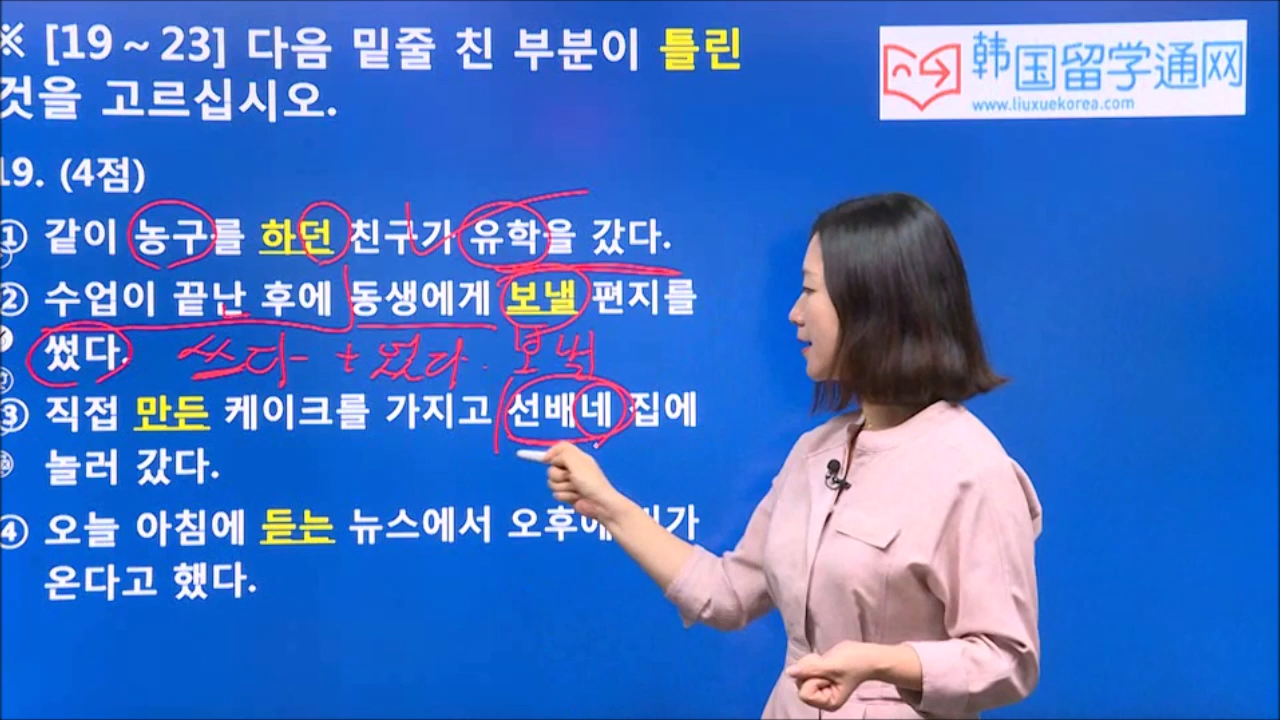 ※ [19～23] 다음 밑줄 친 부분이 틀린
것을 고르십시오.
韩国留学通网
www.liuxuekorea.com
19. (4점)
① 같이 농구를 하던 친구가 유학을 갔다.
② 수업이 끝난 후에 동생에게 보낼 편지를
썼다.
쓰다 + 었다. 보낼
③ 직접 만든 케이크를 가지고 선배네 집에
놀러 갔다.
④ 오늘 아침에 듣는 뉴스에서 오후에 가
온다고 했다.